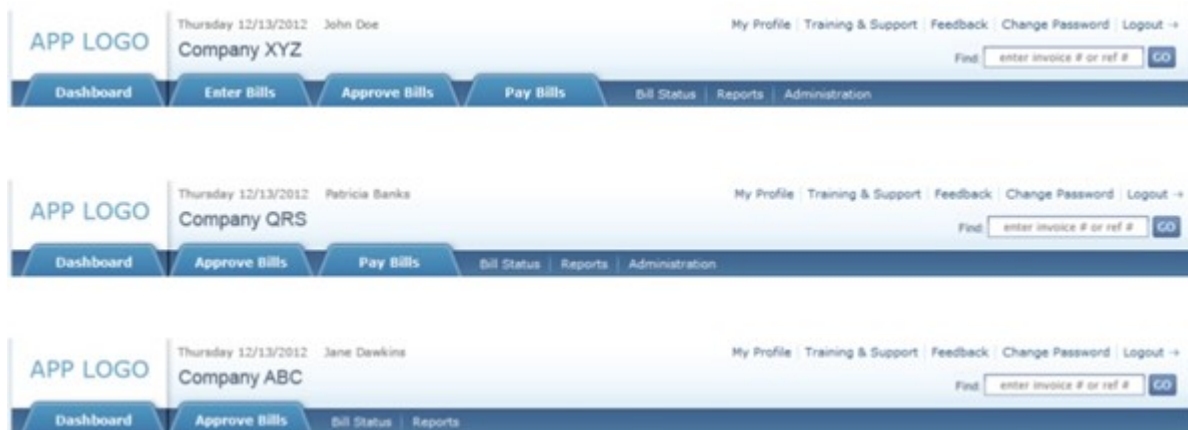 Thursday 12/13/2012 John Doe My Profile Training & Support Feedback Change Password Logout →
APP LOGO
Company XYZ
Find: enter invoice # or ref # GO
Dashboard Enter Bills Approve Bills Pay Bills Bill Status Reports Administration
Thursday 12/13/2012 Patricia Banks My Profile Training & Support Feedback Change Password Logout →
APP LOGO
Company QRS
Find: enter invoice # or ref # GO
Dashboard Approve Bills Pay Bills Bill Status Reports Administration
Thursday 12/13/2012 Jane Dawkins My Profile Training & Support Feedback Change Password Logout →
APP LOGO
Company ABC
Find: enter invoice # or ref # GO
Dashboard Approve Bills Bill Status Reports